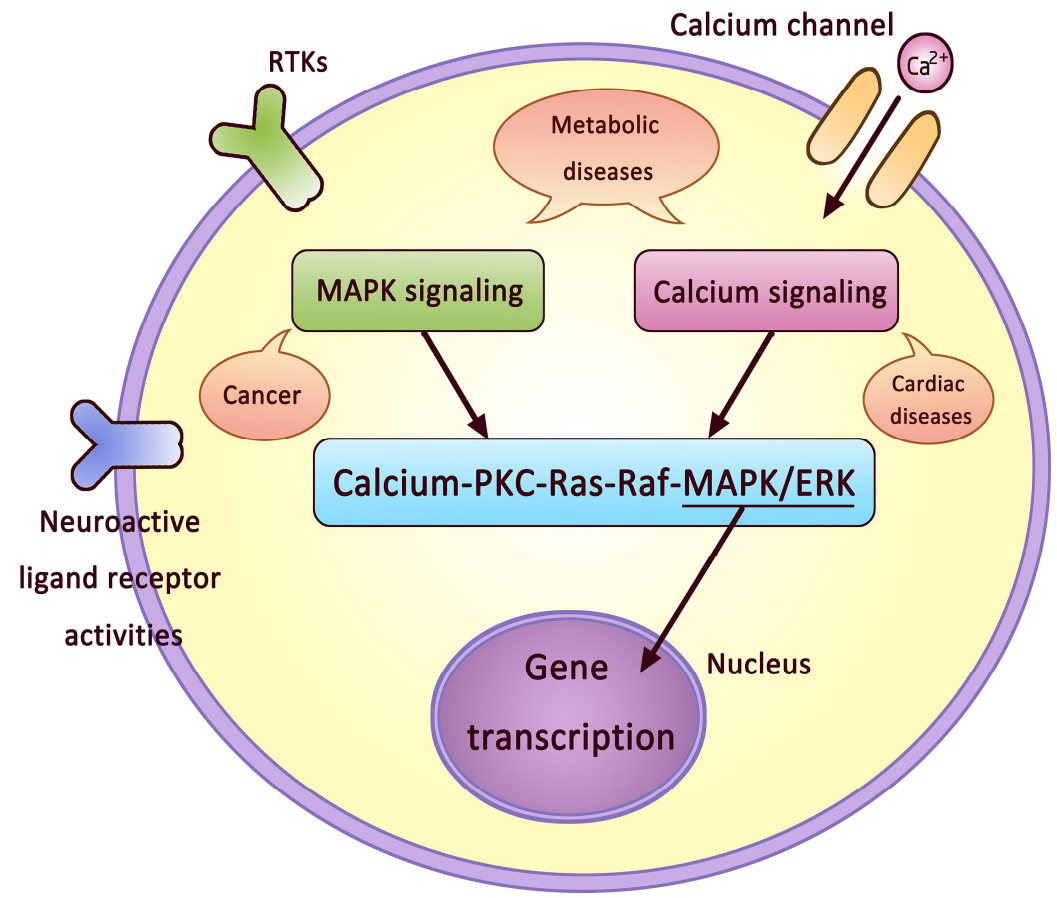 Calcium channel
RTKs
Ca²⁺
Metabolic
diseases
MAPK signaling
Calcium signaling
Cancer
Cardiac
diseases
Calcium-PKC-Ras-Raf-MAPK/ERK
Neuroactive
ligand receptor
activities
Gene
transcription
Nucleus